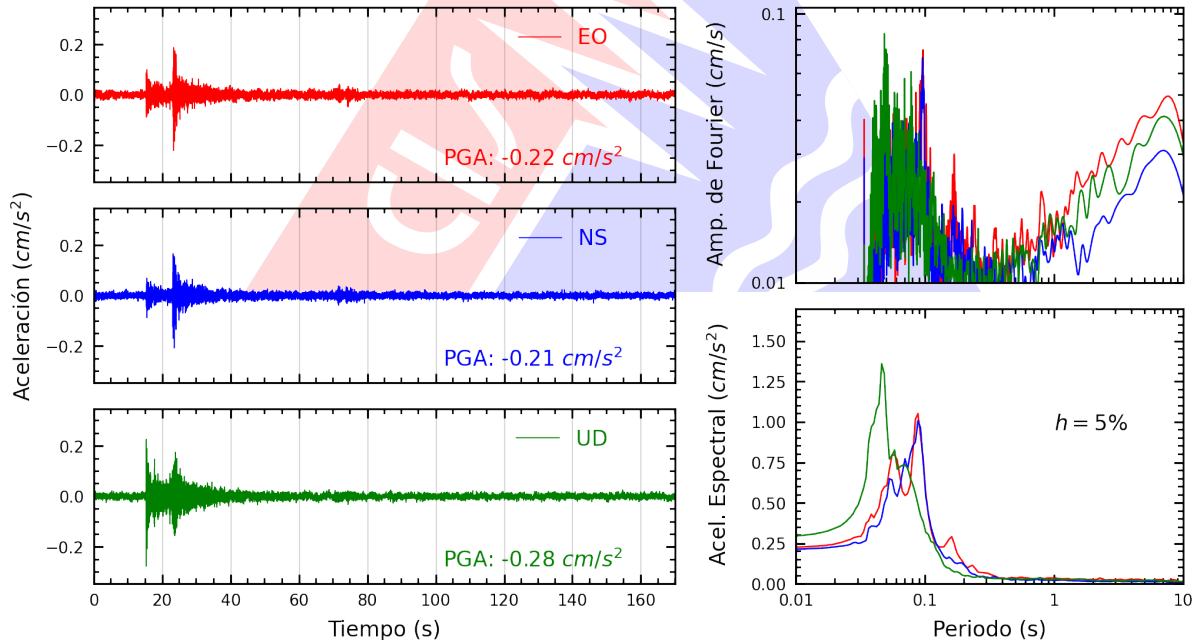 EO
0.2
0.0
−0.2
PGA: -0.22 cm/s²
NS
0.2
0.0
−0.2
PGA: -0.21 cm/s²
UD
0.2
0.0
−0.2
PGA: -0.28 cm/s²
Aceleración (cm/s²)
0 20 40 60 80 100 120 140 160
Tiempo (s)
0.1
0.01
Amp. de Fourier (cm/s)
1.50
1.25
1.00
0.75
0.50
0.25
0.00
h = 5%
Acel. Espectral (cm/s²)
0.01 0.1 1 10
Periodo (s)